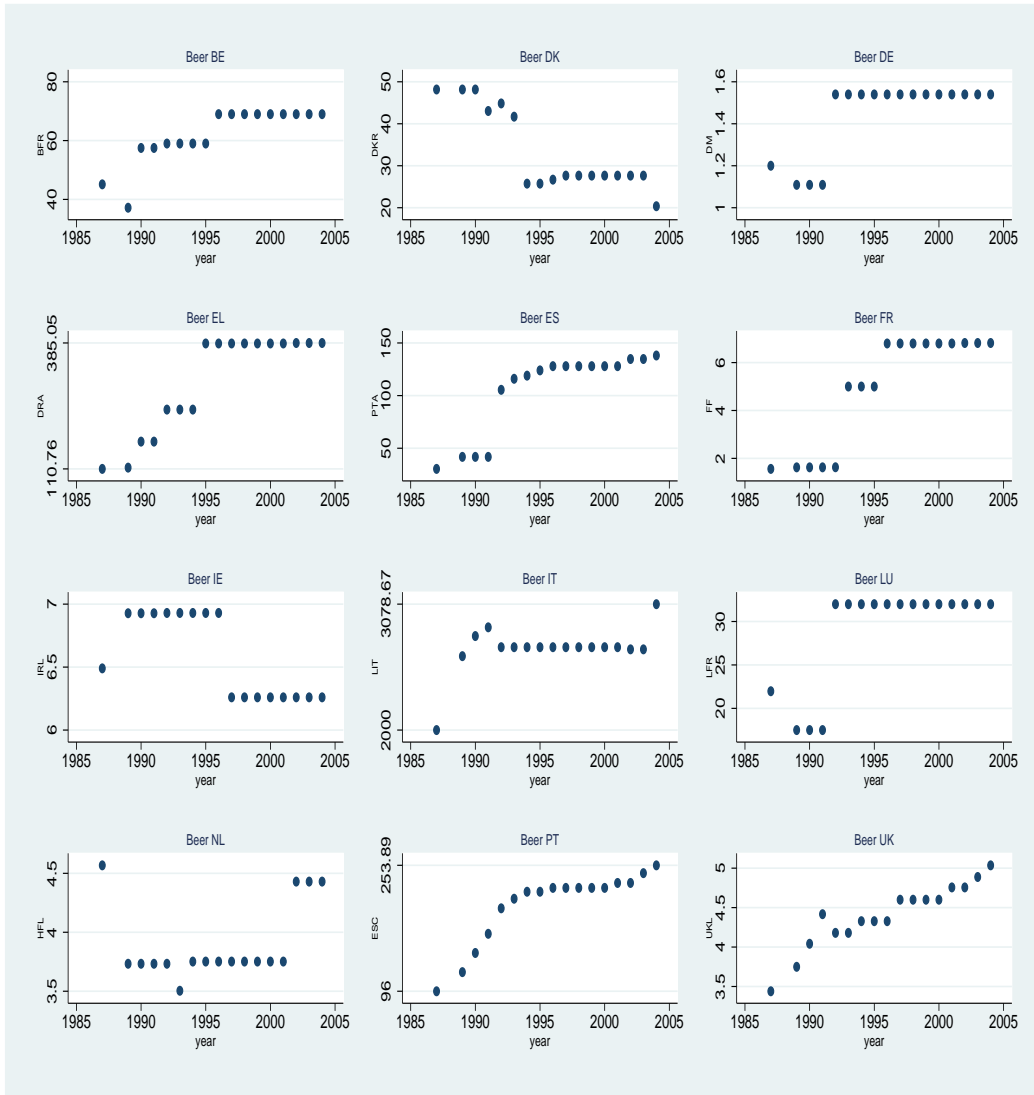 Beer BE
BFR
80
60
40
1985 1990 1995 2000 2005
year
Beer DK
DKR
50
40
30
20
1985 1990 1995 2000 2005
year
Beer DE
DM
1.6
1.4
1.2
1
1985 1990 1995 2000 2005
year
Beer EL
DRA
385.05
110.76
1985 1990 1995 2000 2005
year
Beer ES
PTA
150
100
50
1985 1990 1995 2000 2005
year
Beer FR
FF
6
4
2
1985 1990 1995 2000 2005
year
Beer IE
IRL
7
6.5
6
1985 1990 1995 2000 2005
year
Beer IT
LIT
3078.67
2000
1985 1990 1995 2000 2005
year
Beer LU
LFR
30
25
20
1985 1990 1995 2000 2005
year
Beer NL
HFL
4.5
4
3.5
1985 1990 1995 2000 2005
year
Beer PT
ESC
253.89
96
1985 1990 1995 2000 2005
year
Beer UK
UKL
5
4.5
4
3.5
1985 1990 1995 2000 2005
year